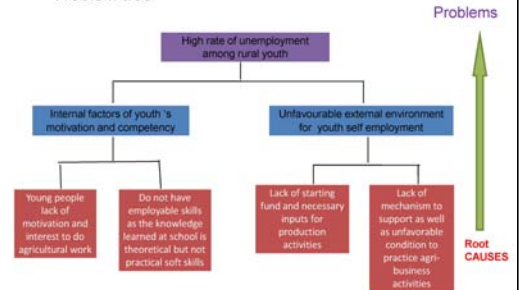 Problems
High rate of unemployment
among rural youth
Internal factors of youth 's
motivation and competency
Unfavourable external environment
for youth self employment
Young people
lack of
motivation and
interest to do
agricultural work
Do not have
employable skills
as the knowledge
learned at school is
theoretical but not
practical soft skills
Lack of starting
fund and necessary
inputs for
production
activities
Lack of
mechanism to
support as well
as unfavorable
condition to
practice agri-
business
activities
Root
CAUSES